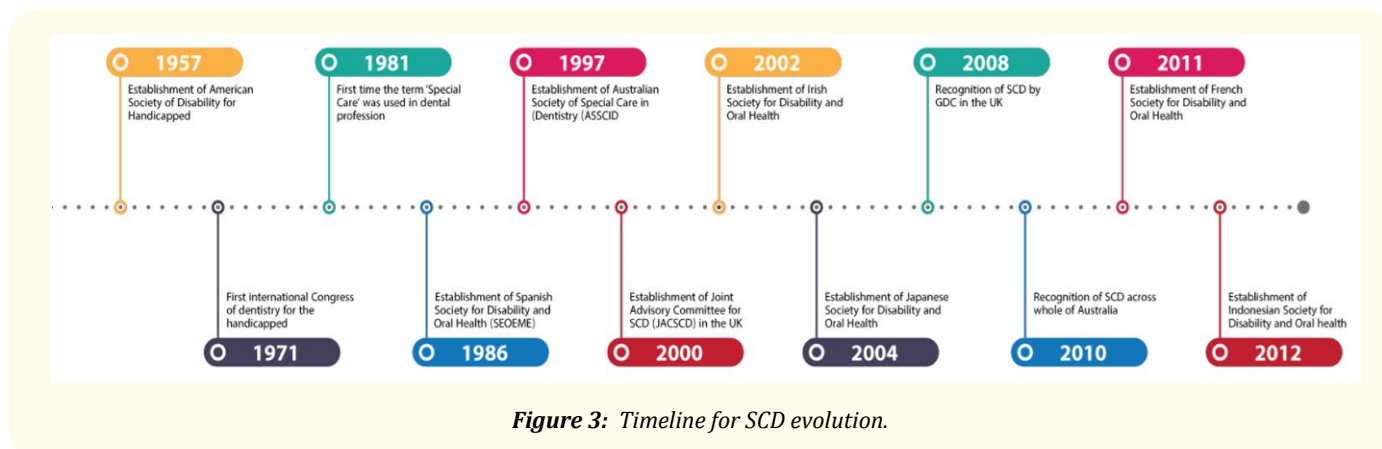 1957
Establishment of American
Society of Disability for
Handicapped
1981
First time the term 'Special
Care' was used in dental
profession
1997
Establishment of Australian
Society of Special Care in
(Dentistry (ASSCID
2002
Establishment of Irish
Society for Disability and
Oral Health
2008
Recognition of SCD by
GDC in the UK
2011
Establishment of French
Society for Disability and
Oral Health
First international Congress
of dentistry for the
handicapped
1971
Establishment of Spanish
Society for Disability and
Oral Health (SEOEME)
1986
Establishment of Joint
Advisory Committee for
SCD (JACSCD) in the UK
2000
Establishment of Japanese
Society for Disability and
Oral Health
2004
Recognition of SCD across
whole of Australia
2010
Establishment of
Indonesian Society for
Disability and Oral health
2012
Figure 3: Timeline for SCD evolution.